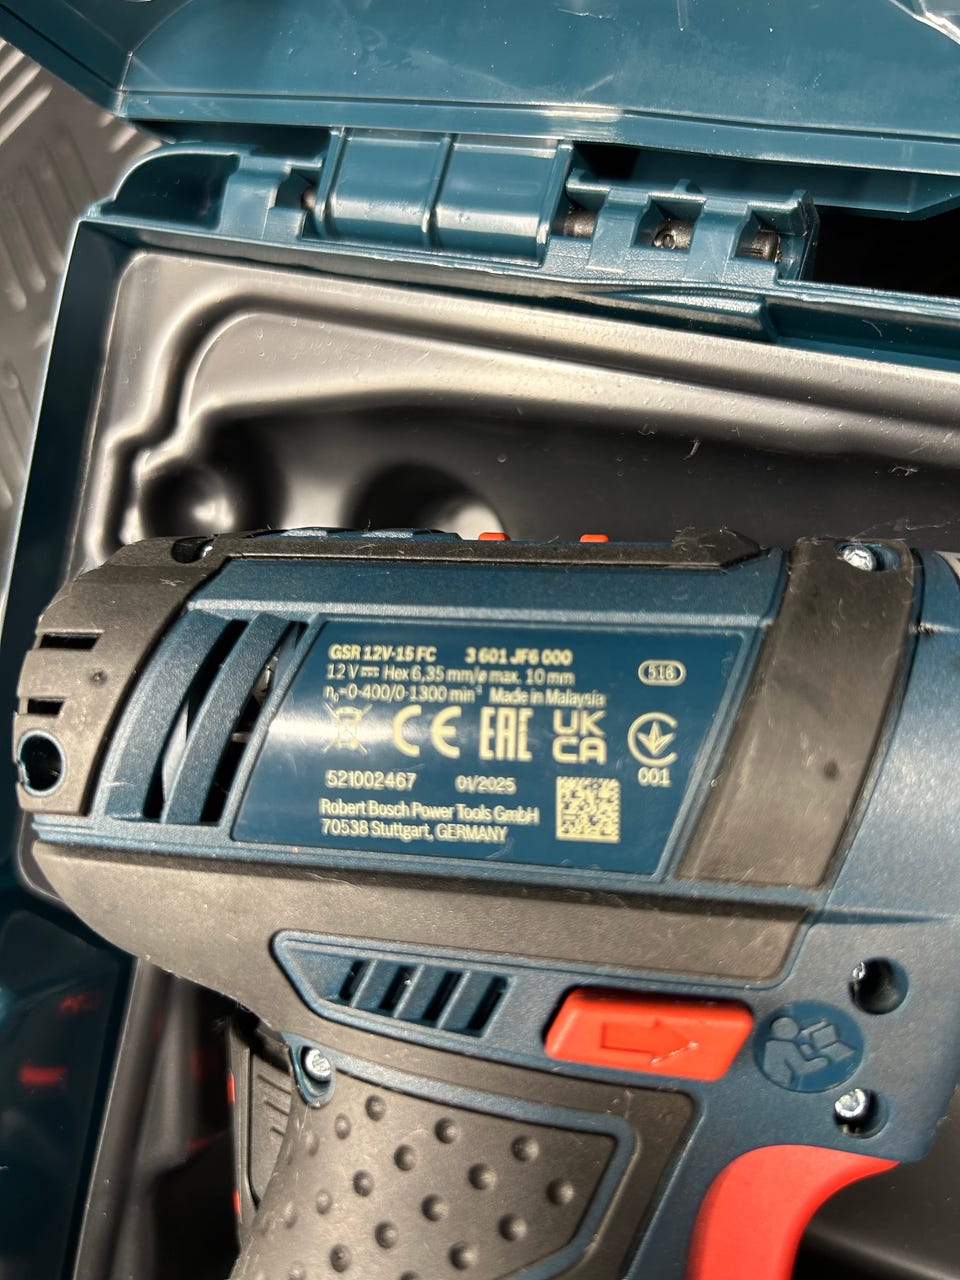 GSR 12V-15 FC 3 601 JF6 000
12 V ⎓ Hex 6,35 mm/ø max. 10 mm
n₀=0-400/0-1300 min⁻¹ Made in Malaysia
516
CE EAC UK CA
001
521002467 01/2025
Robert Bosch Power Tools GmbH
70538 Stuttgart, GERMANY